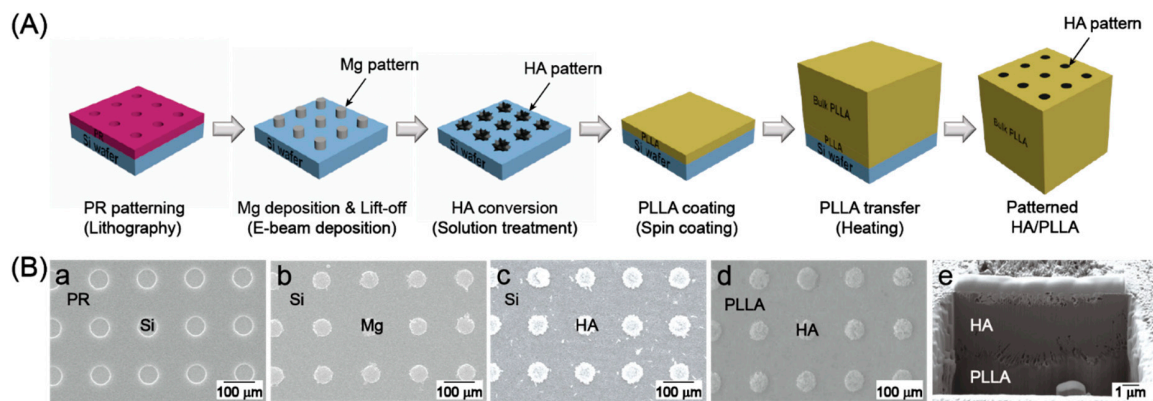 (A)
Mg pattern
HA pattern
HA pattern
PR
Si wafer
Si wafer
Si wafer
PLLA
Si wafer
Bulk PLLA
PLLA
Si wafer
Bulk PLLA
PR patterning
(Lithography)
Mg deposition & Lift-off
(E-beam deposition)
HA conversion
(Solution treatment)
PLLA coating
(Spin coating)
PLLA transfer
(Heating)
Patterned
HA/PLLA
(B)
a
PR
Si
100 μm
b
Si
Mg
100 μm
c
Si
HA
100 μm
d
PLLA
HA
100 μm
e
HA
PLLA
1 μm